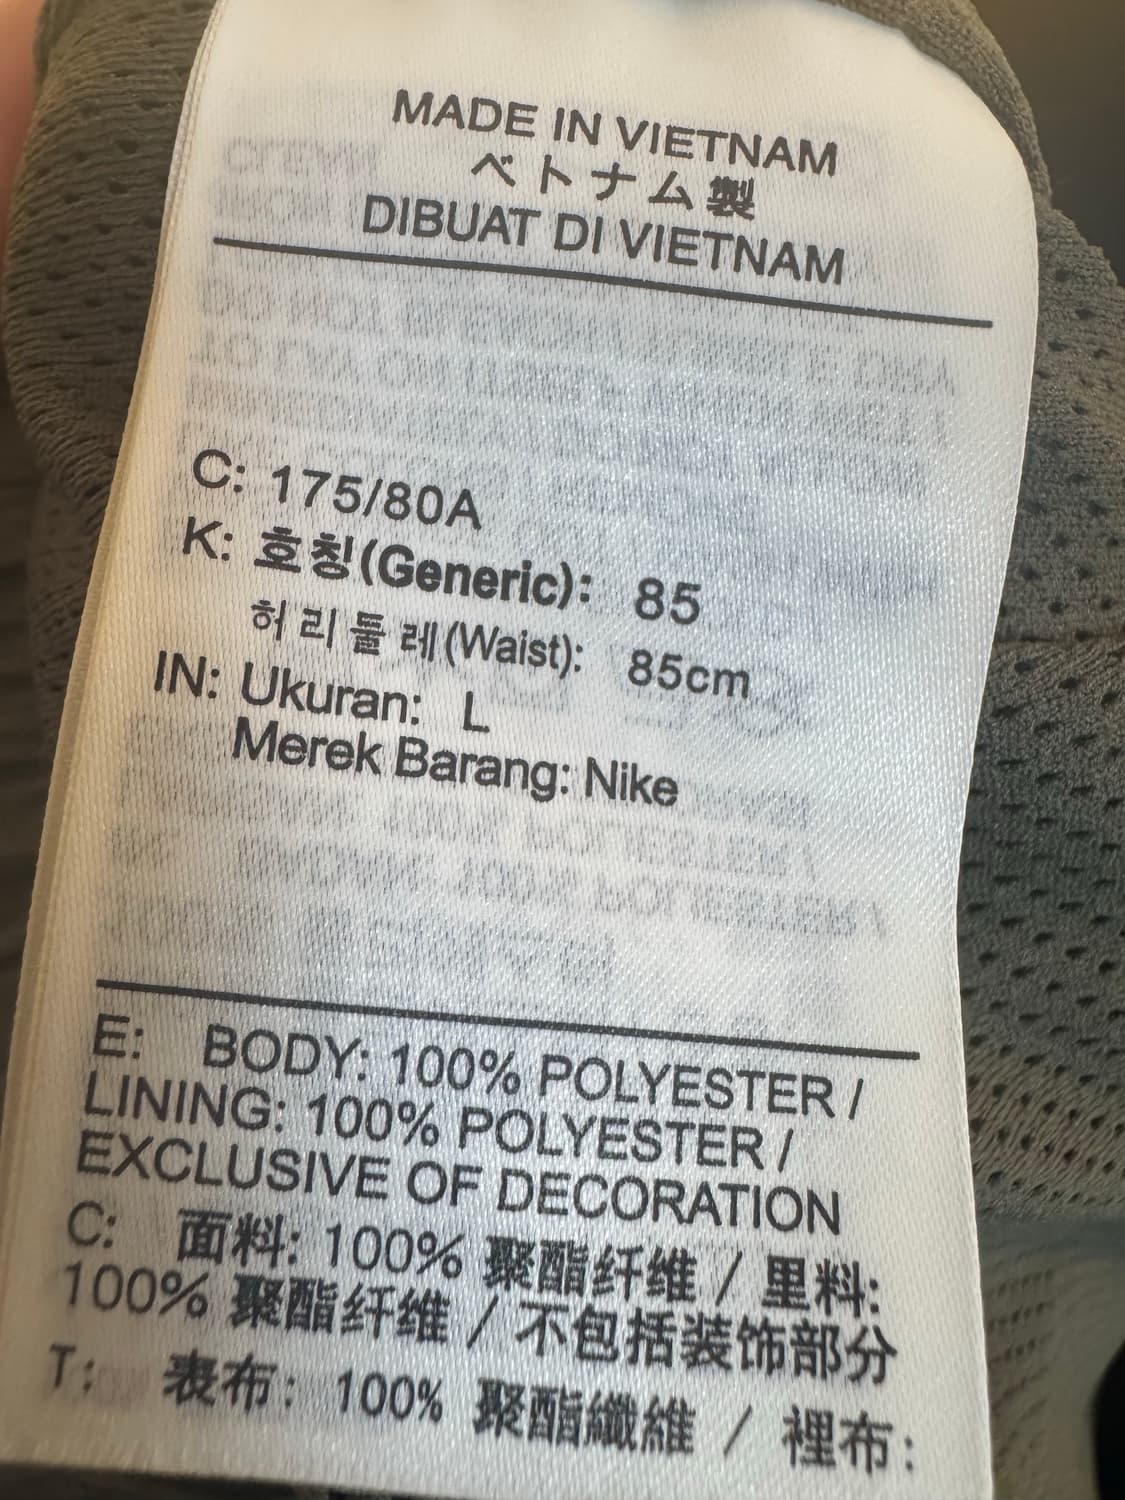 MADE IN VIETNAM
ベトナム製
DIBUAT DI VIETNAM
C: 175/80A
K: 호칭(Generic): 85
허리둘레(Waist): 85cm
IN: Ukuran: L
Merek Barang: Nike
E: BODY: 100% POLYESTER /
LINING: 100% POLYESTER /
EXCLUSIVE OF DECORATION
C: 面料: 100% 聚酯纤维 / 里料:
100% 聚酯纤维 / 不包括装饰部分
T: 表布: 100% 聚酯纖維 / 裡布: